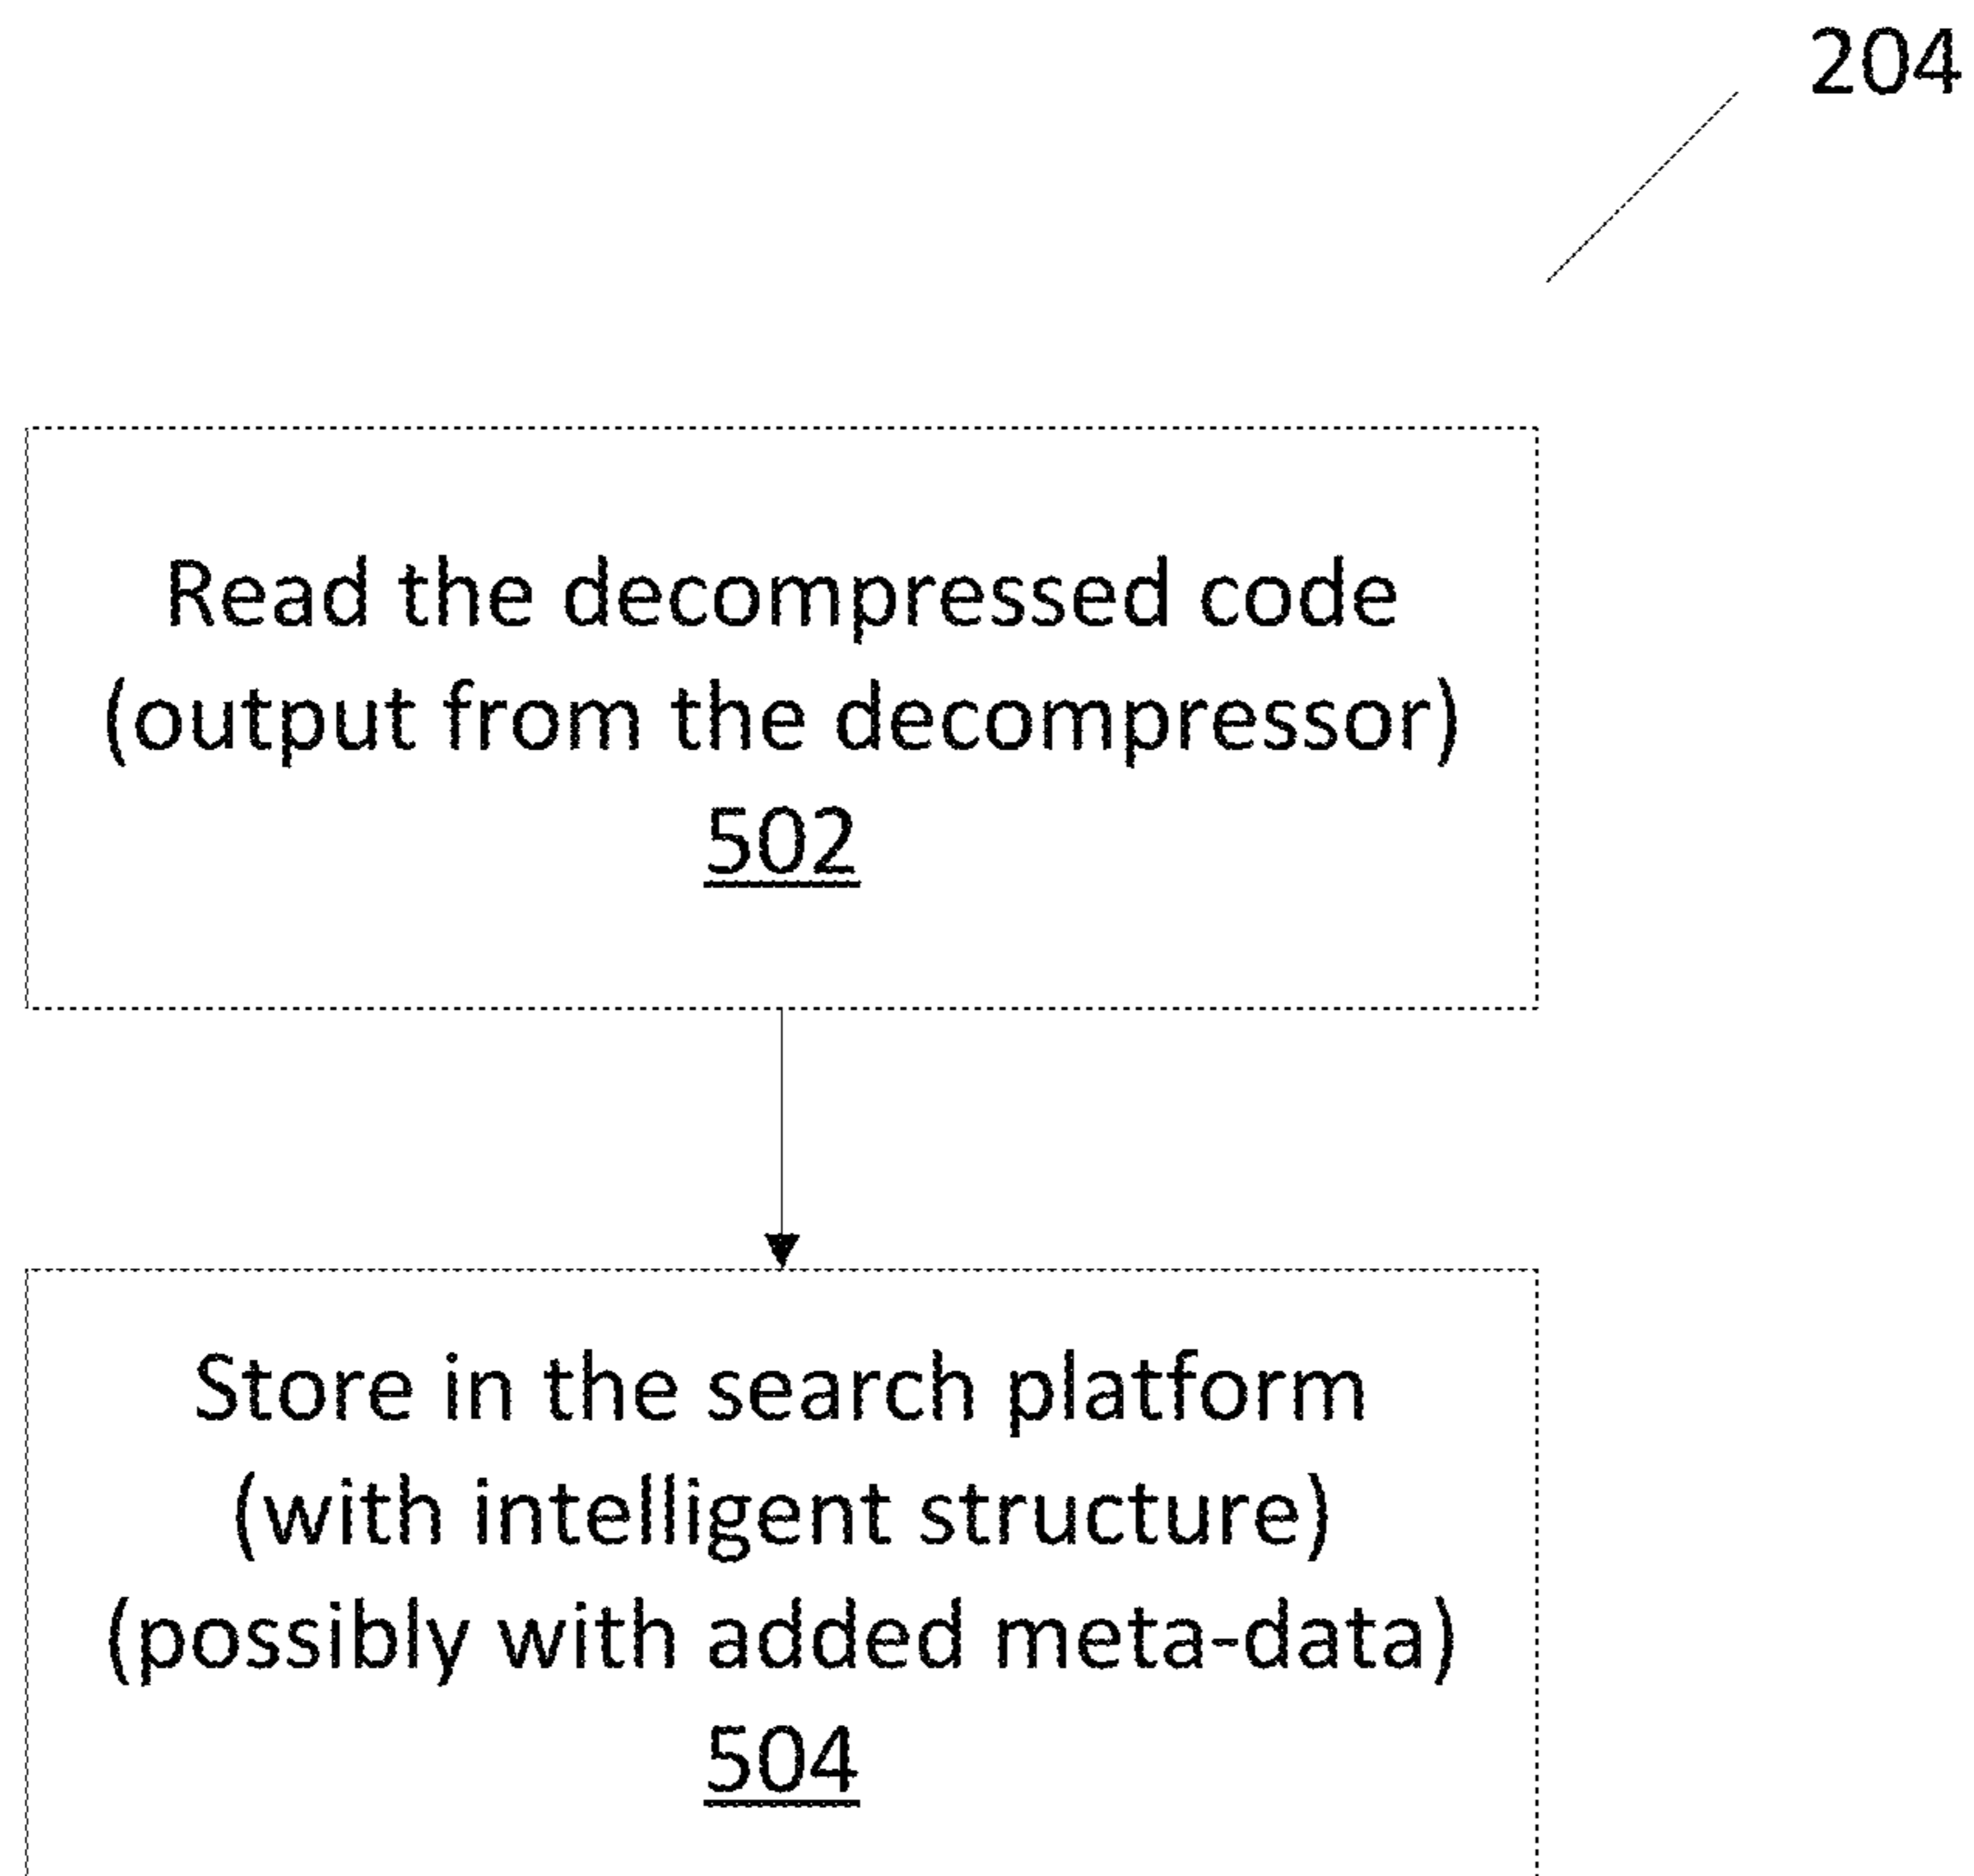 204
Read the decompressed code
(output from the decompressor)
502
Store in the search platform
(with intelligent structure)
(possibly with added meta-data)
504